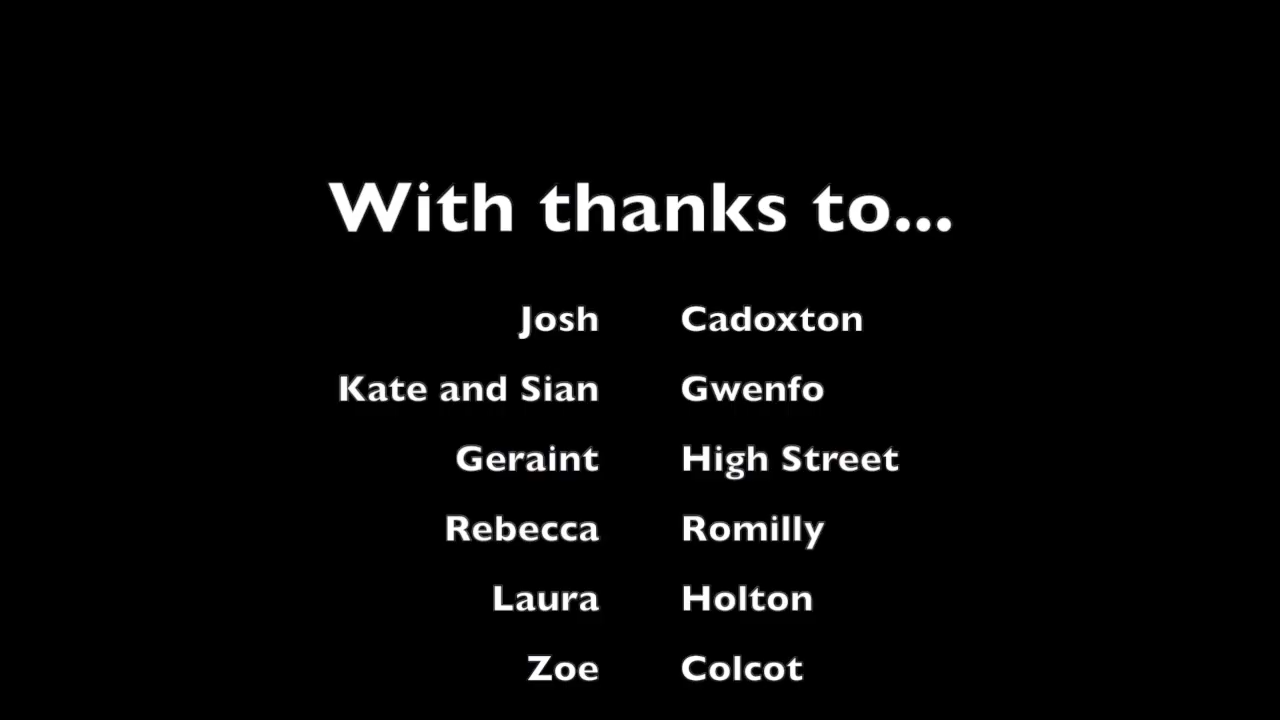 With thanks to...
Josh Cadoxton
Kate and Sian Gwenfo
Geraint High Street
Rebecca Romilly
Laura Holton
Zoe Colcot